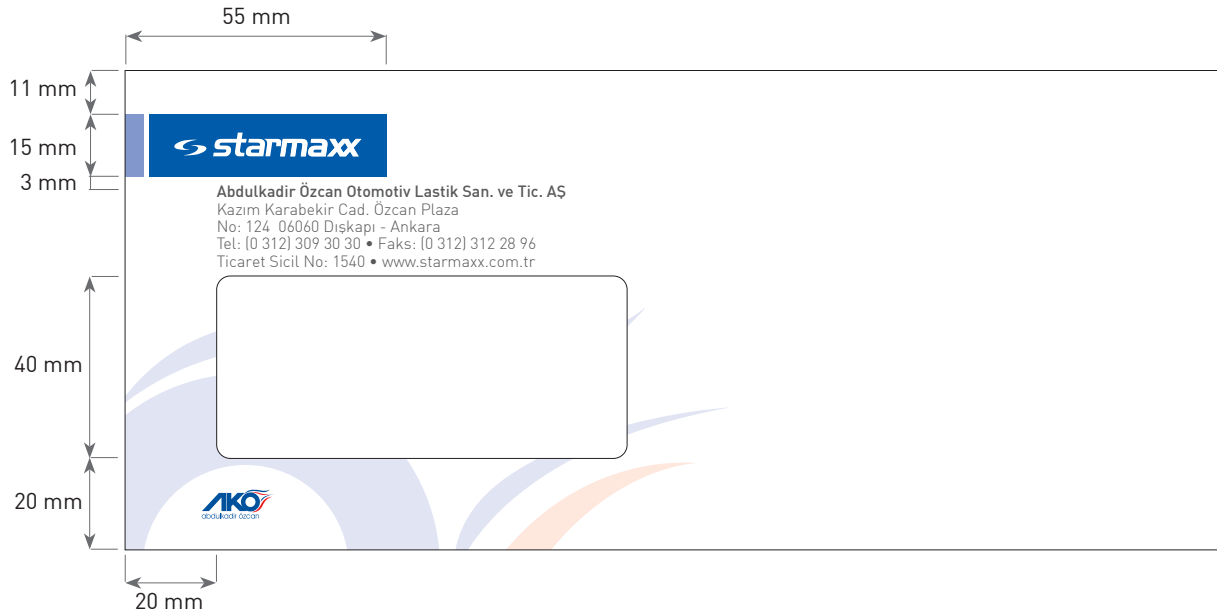 55 mm
11 mm
15 mm
starmaxx
3 mm
Abdulkadir Özcan Otomotiv Lastik San. ve Tic. AŞ
Kazım Karabekir Cad. Özcan Plaza
No: 124  06060 Dışkapı - Ankara
Tel: (0 312) 309 30 30 • Faks: (0 312) 312 28 96
Ticaret Sicil No: 1540 • www.starmaxx.com.tr
40 mm
20 mm
AKO
abdulkadir özcan
20 mm